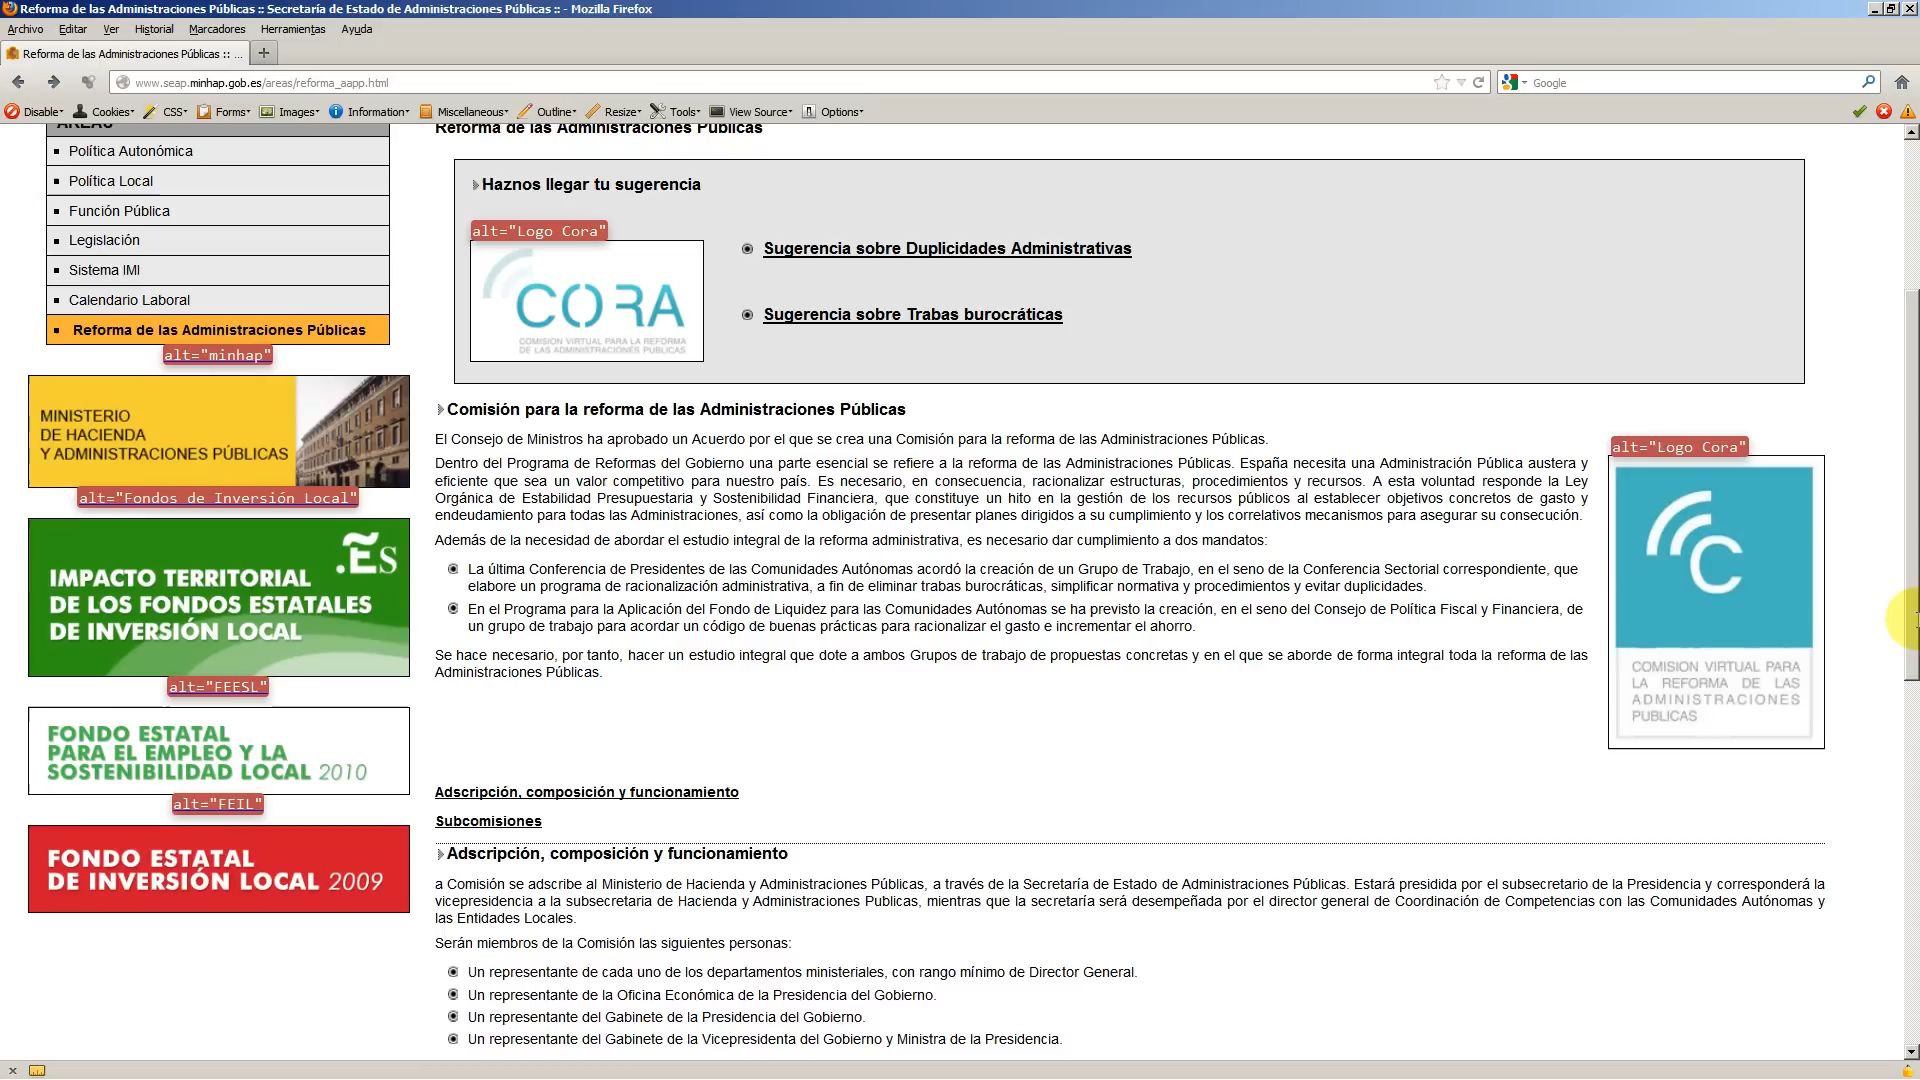 Reforma de las Administraciones Públicas :: Secretaría de Estado de Administraciones Públicas :: - Mozilla Firefox
Archivo Editar Ver Historial Marcadores Herramientas Ayuda
Reforma de las Administraciones Públicas :: ...
www.seap.minhap.gob.es/areas/reforma_aapp.html
Google
Disable Cookies CSS Forms Images Information Miscellaneous Outline Resize Tools View Source Options
ÁREAS
Política Autonómica
Política Local
Función Pública
Legislación
Sistema IMI
Calendario Laboral
Reforma de las Administraciones Públicas
alt="minhap"
MINISTERIO
DE HACIENDA
Y ADMINISTRACIONES PÚBLICAS
alt="Fondos de Inversión Local"
.Es
IMPACTO TERRITORIAL
DE LOS FONDOS ESTATALES
DE INVERSIÓN LOCAL
alt="FEESL"
FONDO ESTATAL
PARA EL EMPLEO Y LA
SOSTENIBILIDAD LOCAL 2010
alt="FEIL"
FONDO ESTATAL
DE INVERSIÓN LOCAL 2009
Reforma de las Administraciones Públicas
Haznos llegar tu sugerencia
alt="Logo Cora"
CORA
COMISION VIRTUAL PARA LA REFORMA
DE LAS ADMINISTRACIONES PUBLICAS
Sugerencia sobre Duplicidades Administrativas
Sugerencia sobre Trabas burocráticas
Comisión para la reforma de las Administraciones Públicas
El Consejo de Ministros ha aprobado un Acuerdo por el que se crea una Comisión para la reforma de las Administraciones Públicas.
Dentro del Programa de Reformas del Gobierno una parte esencial se refiere a la reforma de las Administraciones Públicas. España necesita una Administración Pública austera y
eficiente que sea un valor competitivo para nuestro país. Es necesario, en consecuencia, racionalizar estructuras, procedimientos y recursos. A esta voluntad responde la Ley
Orgánica de Estabilidad Presupuestaria y Sostenibilidad Financiera, que constituye un hito en la gestión de los recursos públicos al establecer objetivos concretos de gasto y
endeudamiento para todas las Administraciones, así como la obligación de presentar planes dirigidos a su cumplimiento y los correlativos mecanismos para asegurar su consecución.
Además de la necesidad de abordar el estudio integral de la reforma administrativa, es necesario dar cumplimiento a dos mandatos:
La última Conferencia de Presidentes de las Comunidades Autónomas acordó la creación de un Grupo de Trabajo, en el seno de la Conferencia Sectorial correspondiente, que
elabore un programa de racionalización administrativa, a fin de eliminar trabas burocráticas, simplificar normativa y procedimientos y evitar duplicidades.
En el Programa para la Aplicación del Fondo de Liquidez para las Comunidades Autónomas se ha previsto la creación, en el seno del Consejo de Política Fiscal y Financiera, de
un grupo de trabajo para acordar un código de buenas prácticas para racionalizar el gasto e incrementar el ahorro.
Se hace necesario, por tanto, hacer un estudio integral que dote a ambos Grupos de trabajo de propuestas concretas y en el que se aborde de forma integral toda la reforma de las
Administraciones Públicas.
alt="Logo Cora"
C
COMISION VIRTUAL PARA
LA REFORMA DE LAS
ADMINISTRACIONES
PUBLICAS
Adscripción, composición y funcionamiento
Subcomisiones
Adscripción, composición y funcionamiento
a Comisión se adscribe al Ministerio de Hacienda y Administraciones Públicas, a través de la Secretaría de Estado de Administraciones Públicas. Estará presidida por el subsecretario de la Presidencia y corresponderá la
vicepresidencia a la subsecretaria de Hacienda y Administraciones Publicas, mientras que la secretaría será desempeñada por el director general de Coordinación de Competencias con las Comunidades Autónomas y
las Entidades Locales.
Serán miembros de la Comisión las siguientes personas:
Un representante de cada uno de los departamentos ministeriales, con rango mínimo de Director General.
Un representante de la Oficina Económica de la Presidencia del Gobierno.
Un representante del Gabinete de la Presidencia del Gobierno.
Un representante del Gabinete de la Vicepresidenta del Gobierno y Ministra de la Presidencia.